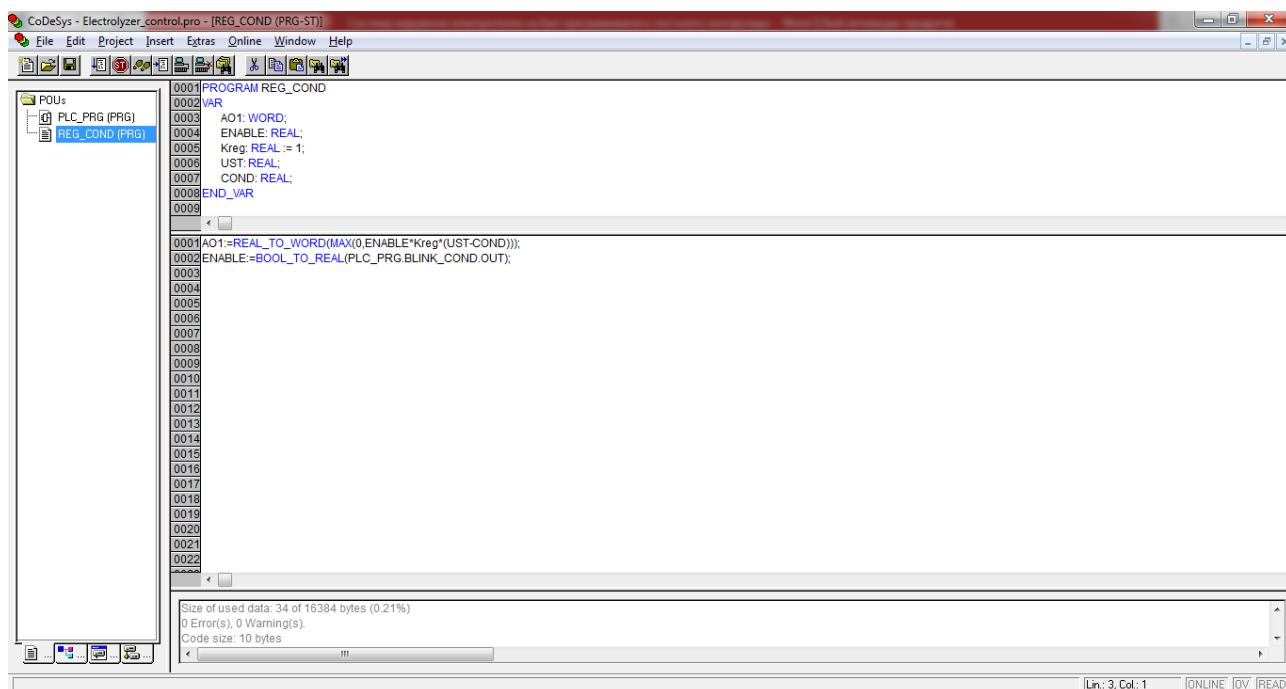 CoDeSys - Electrolyzer_control.pro - [REG_COND (PRG-ST)]
File Edit Project Insert Extras Online Window Help
POUs
PLC_PRG (PRG)
REG_COND (PRG)
0001 PROGRAM REG_COND
0002 VAR
0003 AO1: WORD;
0004 ENABLE: REAL;
0005 Kreg: REAL := 1;
0006 UST: REAL;
0007 COND: REAL;
0008 END_VAR
0009
0001 AO1:=REAL_TO_WORD(MAX(0,ENABLE*Kreg*(UST-COND)));
0002 ENABLE:=BOOL_TO_REAL(PLC_PRG.BLINK_COND.OUT);
0003
0004
0005
0006
0007
0008
0009
0010
0011
0012
0013
0014
0015
0016
0017
0018
0019
0020
0021
0022
Size of used data: 34 of 16384 bytes (0.21%)
0 Error(s), 0 Warning(s).
Code size: 10 bytes
Lin.: 3, Col.: 1 ONLINE OV READ